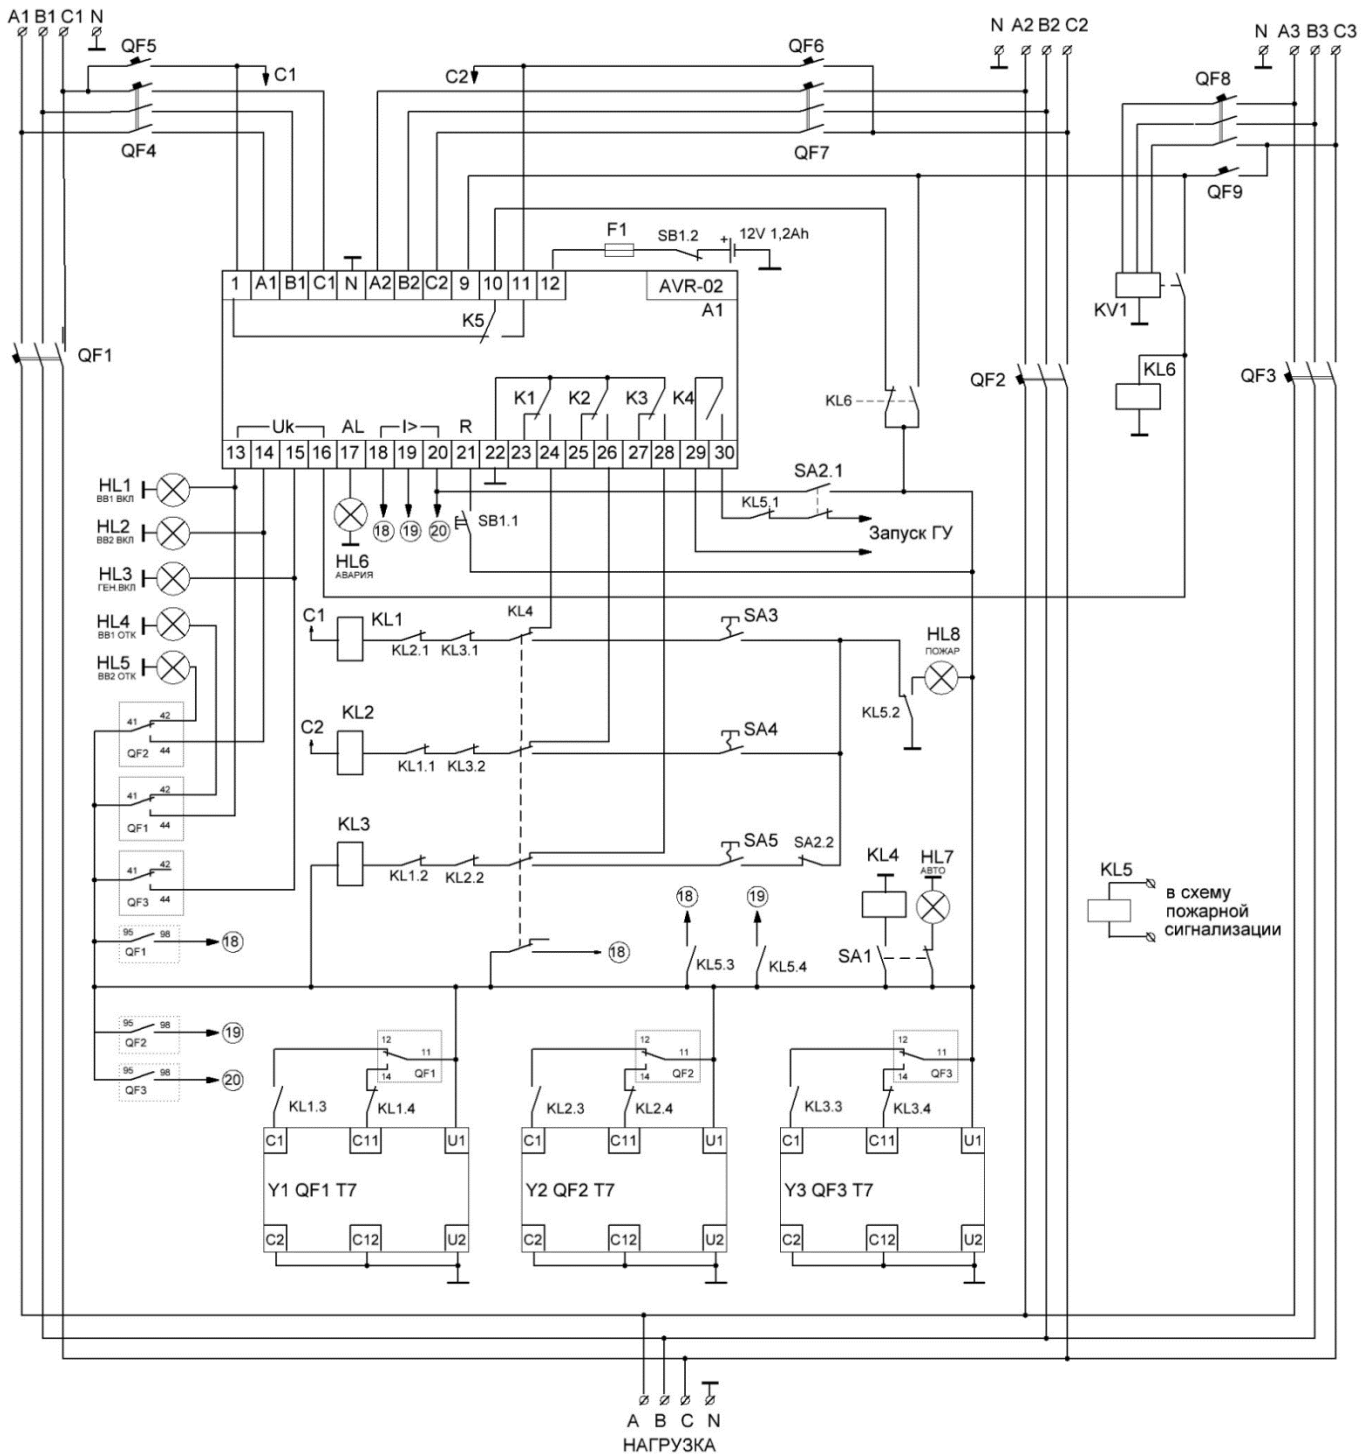 A1 B1 C1 N
N A2 B2 C2
N A3 B3 C3
QF5
C1
QF4
C2
QF6
QF7
QF8
QF9
F1
SB1.2
+
12V 1,2Ah
1 A1 B1 C1 N A2 B2 C2 9 10 11 12
AVR-02
A1
K5
K1 K2 K3 K4
Uk AL I> R
13 14 15 16 17 18 19 20 21 22 23 24 25 26 27 28 29 30
QF1
QF2
QF3
KV1
KL6
KL6
HL1
ВВ1 ВКЛ
HL2
ВВ2 ВКЛ
HL3
ГЕН.ВКЛ
HL4
ВВ1 ОТК
HL5
ВВ2 ОТК
HL6
АВАРИЯ
18 19 20
SB1.1
SA2.1
KL5.1
Запуск ГУ
C1
KL1
KL2.1 KL3.1
KL4
SA3
HL8
ПОЖАР
KL5.2
C2
KL2
KL1.1 KL3.2
SA4
KL3
KL1.2 KL2.2
SA5
SA2.2
41 42
44
QF2
41 42
44
QF1
41 42
44
QF3
95 98
QF1
18
95 98
QF2
19
95 98
QF3
20
18
18
KL5.3
19
KL5.4
KL4
HL7
АВТО
SA1
KL5
в схему
пожарной
сигнализации
12
11
14
QF1
KL1.3 KL1.4
C1 C11 U1
Y1 QF1 T7
C2 C12 U2
12
11
14
QF2
KL2.3 KL2.4
C1 C11 U1
Y2 QF2 T7
C2 C12 U2
12
11
14
QF3
KL3.3 KL3.4
C1 C11 U1
Y3 QF3 T7
C2 C12 U2
A B C N
НАГРУЗКА